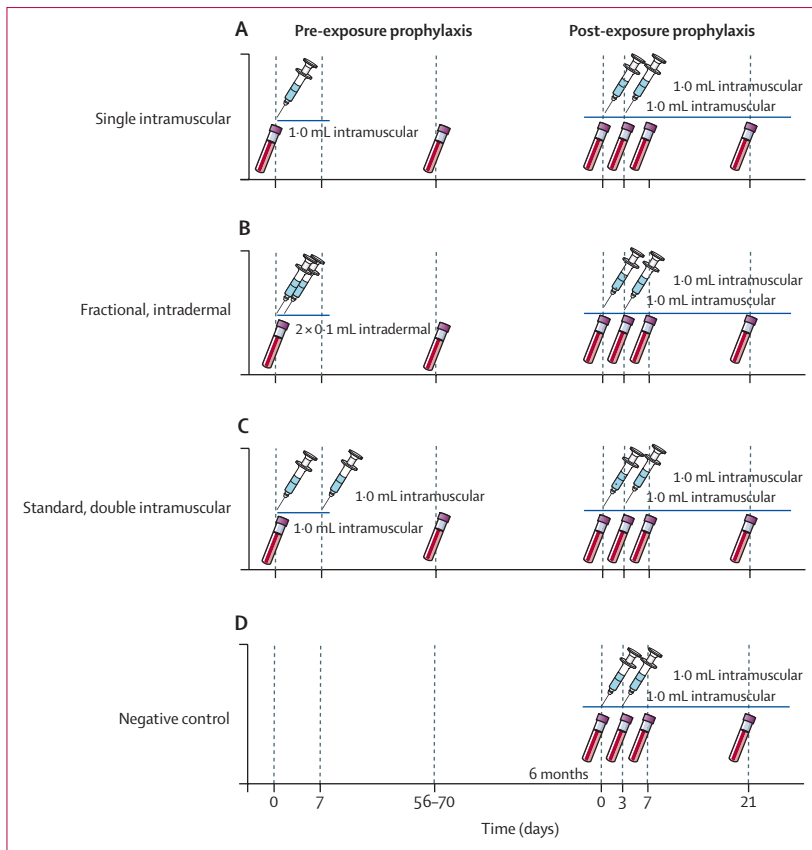 A
Pre-exposure prophylaxis
Post-exposure prophylaxis
Single intramuscular
1·0 mL intramuscular
1·0 mL intramuscular
1·0 mL intramuscular
B
Fractional, intradermal
2 × 0·1 mL intradermal
1·0 mL intramuscular
1·0 mL intramuscular
C
Standard, double intramuscular
1·0 mL intramuscular
1·0 mL intramuscular
1·0 mL intramuscular
1·0 mL intramuscular
D
Negative control
1·0 mL intramuscular
1·0 mL intramuscular
6 months
0 7 56–70 0 3 7 21
Time (days)